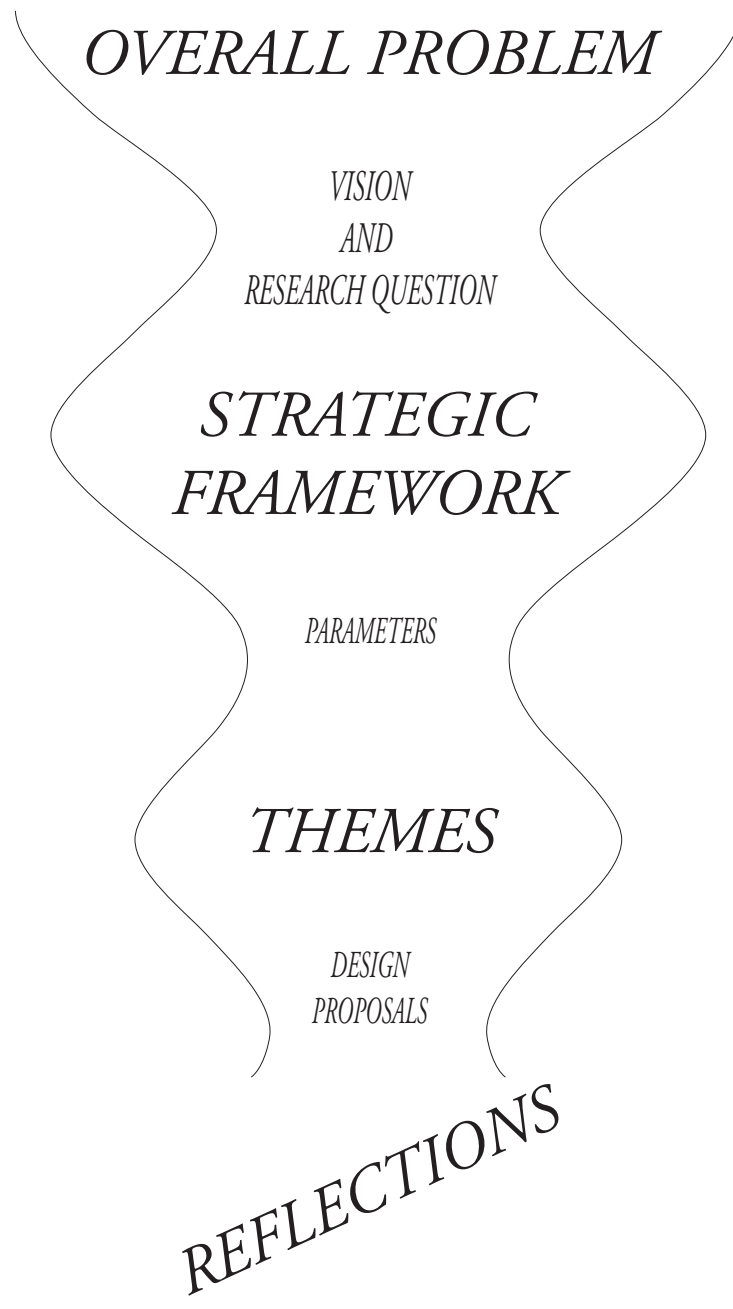 OVERALL PROBLEM
VISION
AND
RESEARCH QUESTION
STRATEGIC
FRAMEWORK
PARAMETERS
THEMES
DESIGN
PROPOSALS
REFLECTIONS